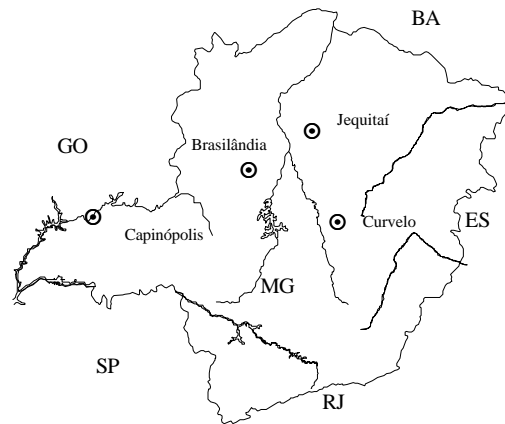 BA
Jequitaí
GO
Brasilândia
ES
Curvelo
Capinópolis
MG
SP
RJ